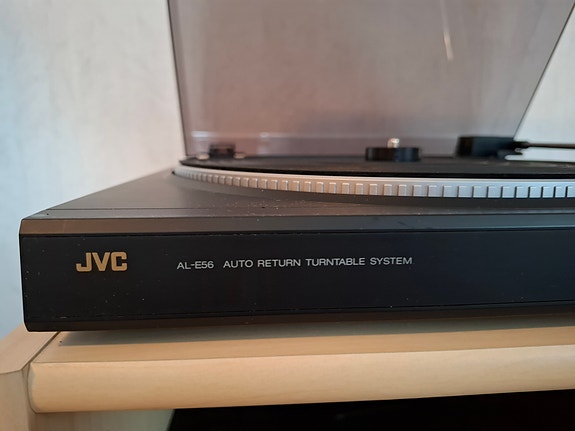 JVC AL-E56 AUTO RETURN TURNTABLE SYSTEM